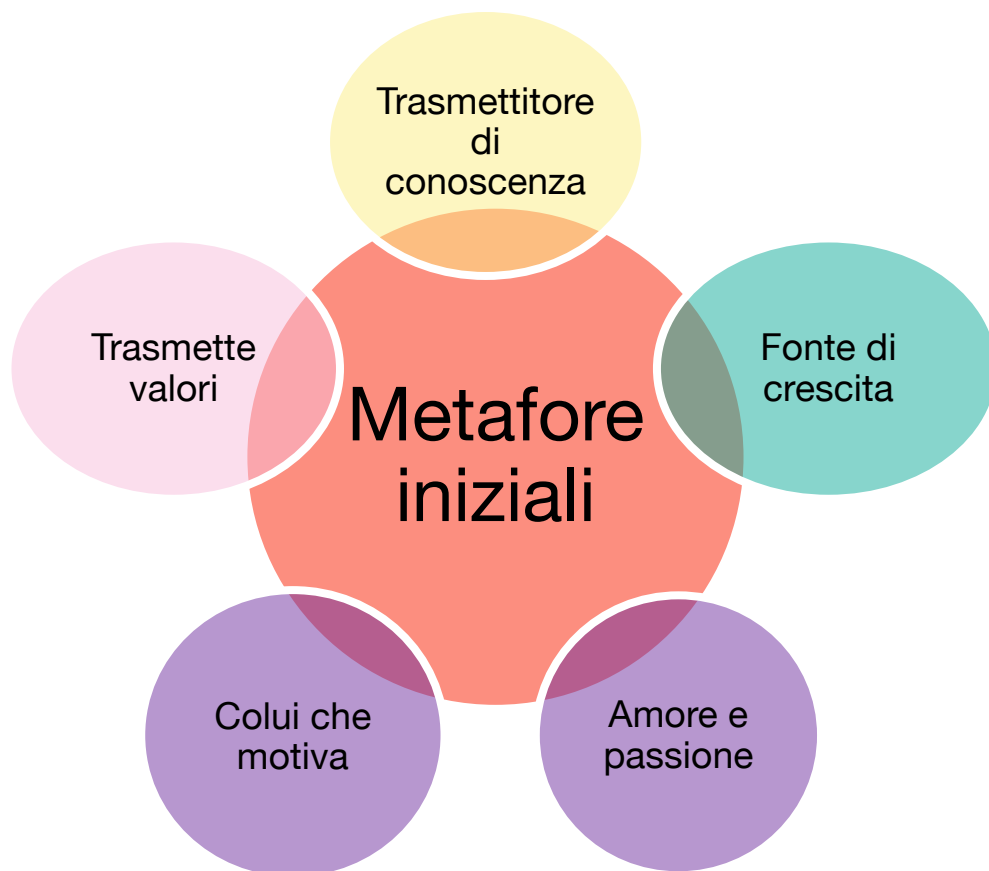 Trasmettitore
di
conoscenza
Trasmette
valori
Fonte di
crescita
Metafore
iniziali
Colui che
motiva
Amore e
passione